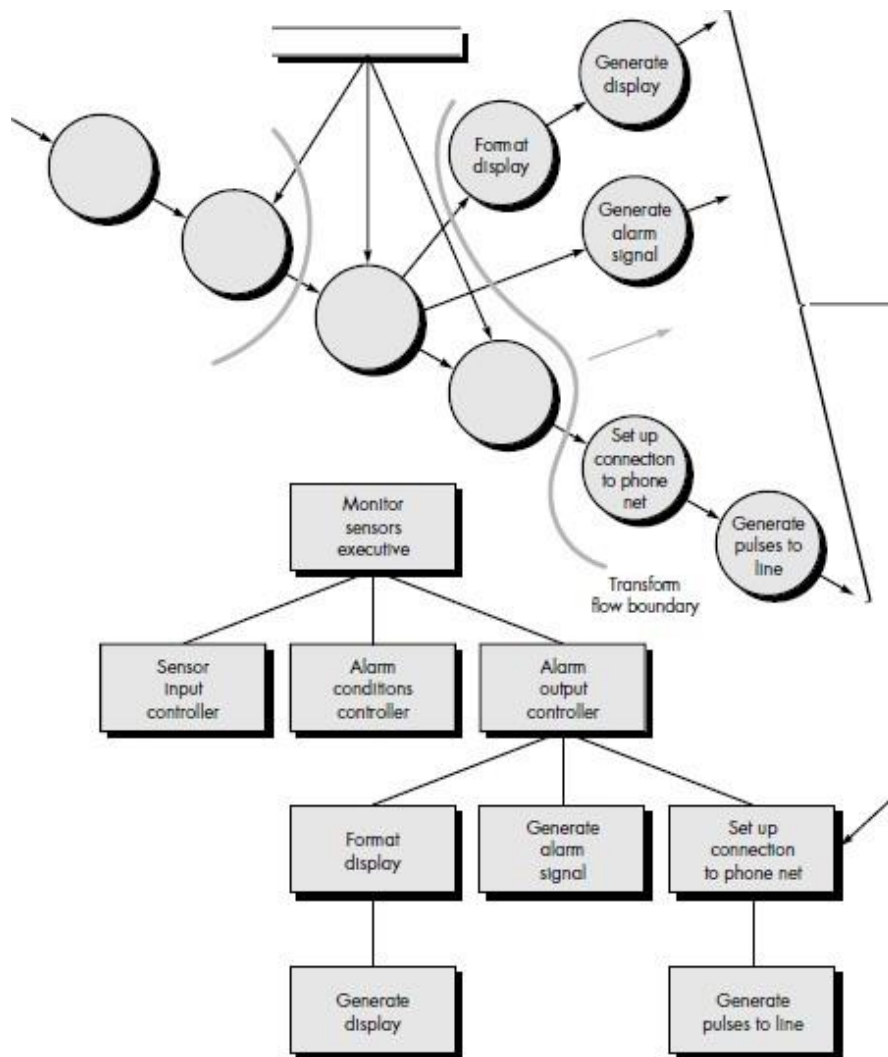 Generate
display
Format
display
Generate
alarm
signal
Set up
connection
to phone
net
Generate
pulses to
line
Transform
flow boundary
Monitor
sensors
executive
Sensor
input
controller
Alarm
conditions
controller
Alarm
output
controller
Format
display
Generate
alarm
signal
Set up
connection
to phone net
Generate
display
Generate
pulses to line